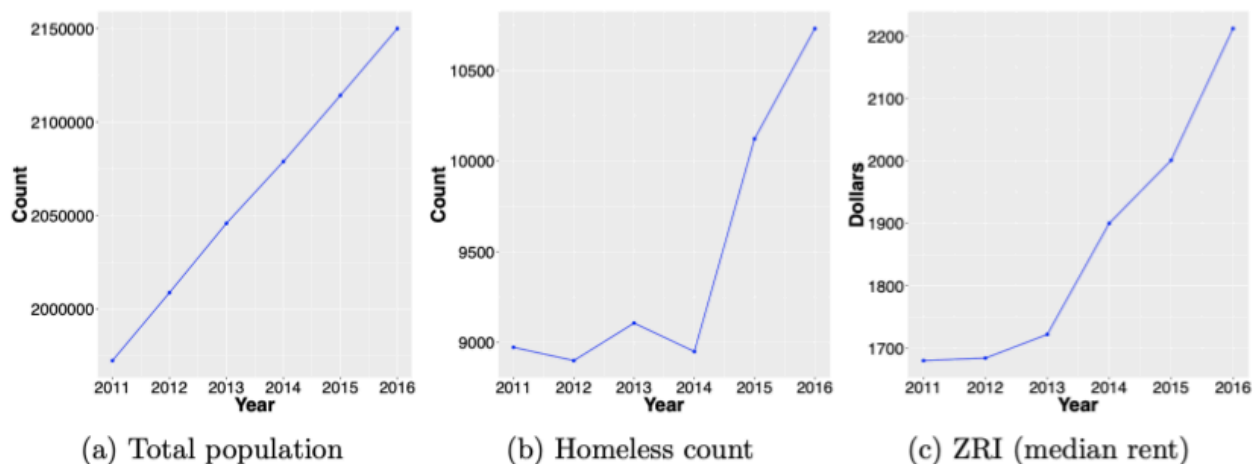 2150000
2100000
2050000
2000000
Count
2011 2012 2013 2014 2015 2016
Year
(a) Total population
10500
10000
9500
9000
Count
2011 2012 2013 2014 2015 2016
Year
(b) Homeless count
2200
2100
2000
1900
1800
1700
Dollars
2011 2012 2013 2014 2015 2016
Year
(c) ZRI (median rent)